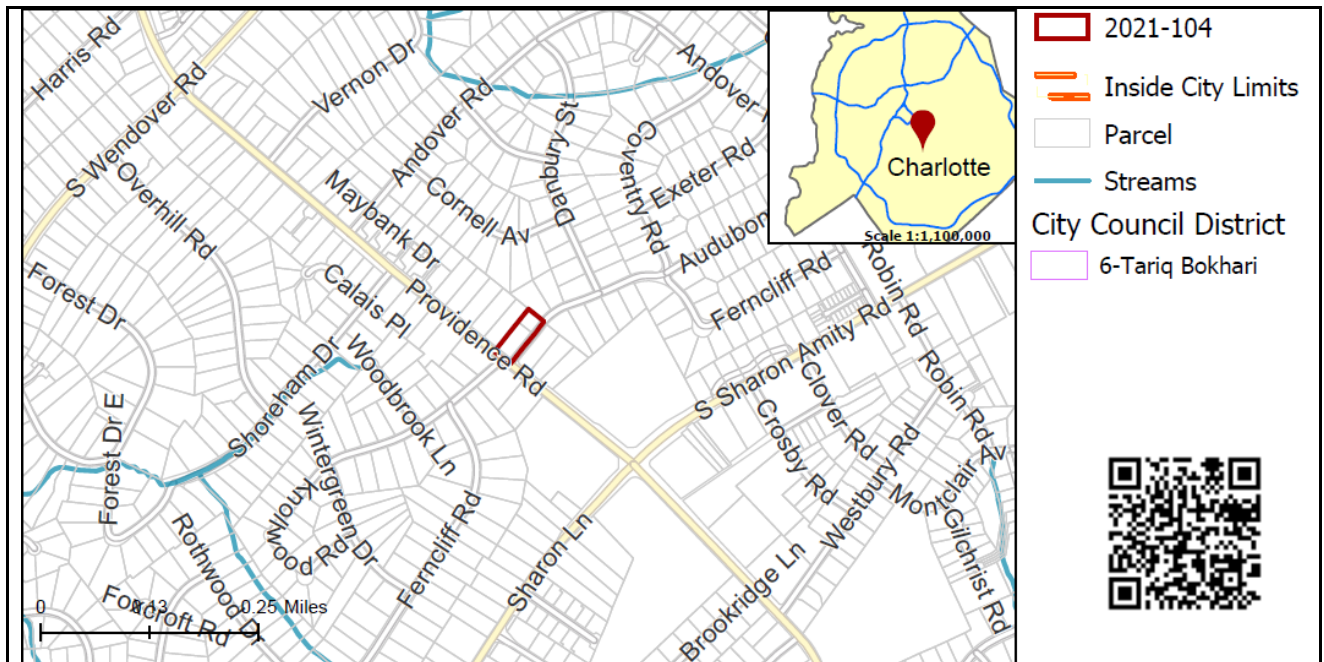 Harris Rd
S Wendover Rd
Vernon Dr
Andover Rd
Danbury St
Coventry Rd
Exeter Rd
Overhill Rd
Maybank Dr
Cornell Av
Audubon
Charlotte
Scale 1:1,100,000
Forest Dr
Calais Pl
Providence Rd
Ferncliff Rd
Robin Rd
Shoreham Dr
Woodbrook Ln
S Sharon Amity Rd
Forest Dr E
Wintergreen Dr
Knollwood Rd
Crosby Rd
Clover Rd
Robin Rd
Westbury Rd
Montclair Av
Gilchrist Rd
Rothwood Dr
Ferncliff Rd
Sharon Ln
Brookridge Ln
Foxcroft Rd
0 0.13 0.25 Miles
2021-104
Inside City Limits
Parcel
Streams
City Council District
6-Tariq Bokhari